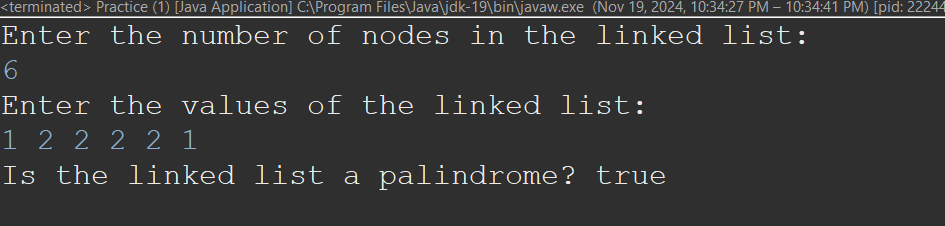 <terminated> Practice (1) [Java Application] C:\Program Files\Java\jdk-19\bin\javaw.exe (Nov 19, 2024, 10:34:27 PM – 10:34:41 PM) [pid: 22244
Enter the number of nodes in the linked list:
6
Enter the values of the linked list:
1 2 2 2 2 1
Is the linked list a palindrome? true